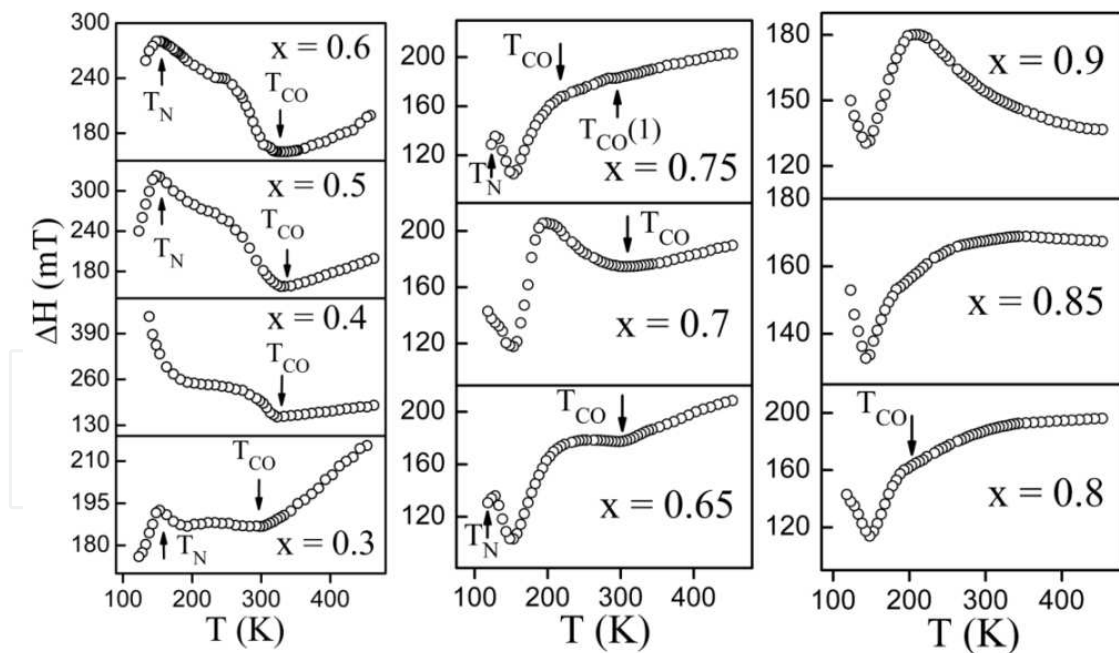 ΔH (mT)
300
240
180
x = 0.6
T_N
T_CO
300
240
180
x = 0.5
T_N
T_CO
390
260
130
x = 0.4
T_CO
210
195
180
x = 0.3
T_CO
T_N
100 200 300 400
T (K)
200
160
120
T_CO
T_CO(1)
T_N
x = 0.75
200
160
120
T_CO
x = 0.7
200
160
120
T_CO
T_N
x = 0.65
100 200 300 400
T (K)
180
150
120
x = 0.9
180
160
140
x = 0.85
200
160
120
T_CO
x = 0.8
100 200 300 400
T (K)